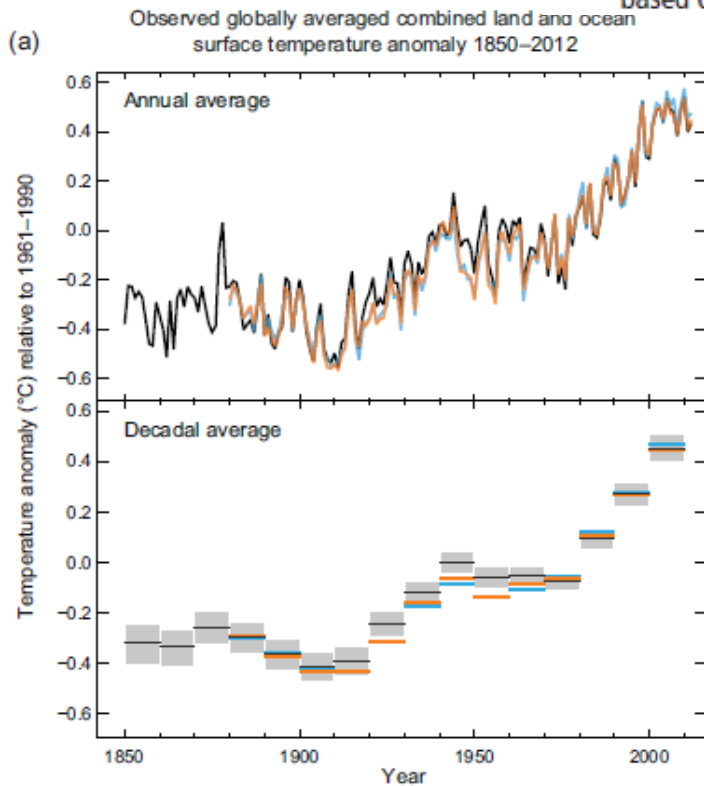 based o
Observed globally averaged combined land and ocean
(a)
surface temperature anomaly 1850–2012
Temperature anomaly (°C) relative to 1961–1990
0.6
Annual average
0.4
0.2
0.0
−0.2
−0.4
−0.6
0.6
Decadal average
0.4
0.2
0.0
−0.2
−0.4
−0.6
1850 1900 1950 2000
Year